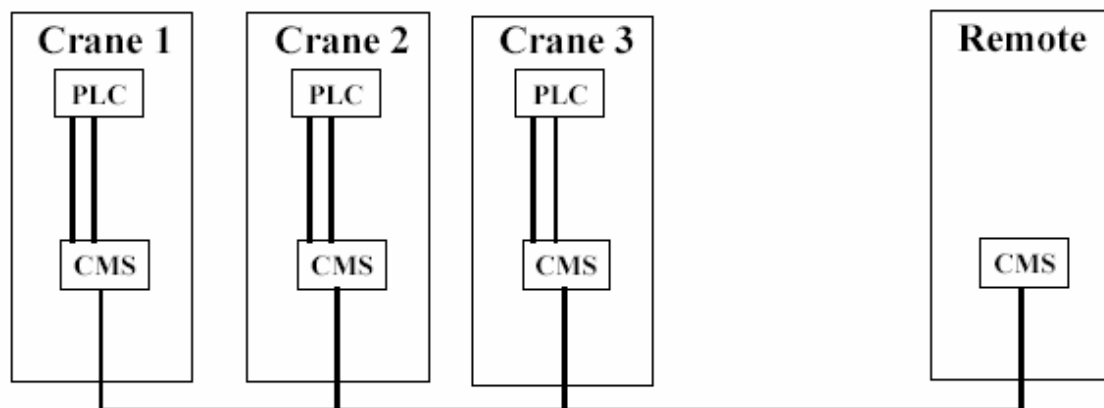 Crane 1
PLC
CMS
Crane 2
PLC
CMS
Crane 3
PLC
CMS
Remote
CMS